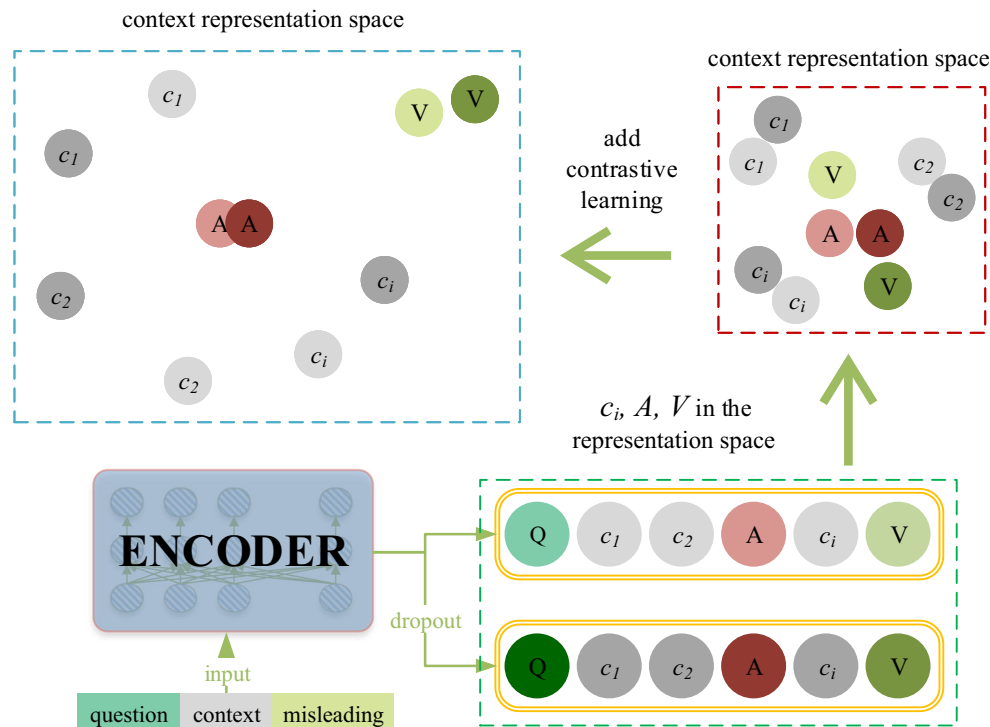 context representation space
c1
V
V
c1
A A
c2
ci
ci
c2
add
contrastive
learning
context representation space
c1
c1
c2
V
c2
A A
ci
V
ci
ci, A, V in the
representation space
ENCODER
Q c1 c2 A ci V
dropout
Q c1 c2 A ci V
input
question context misleading